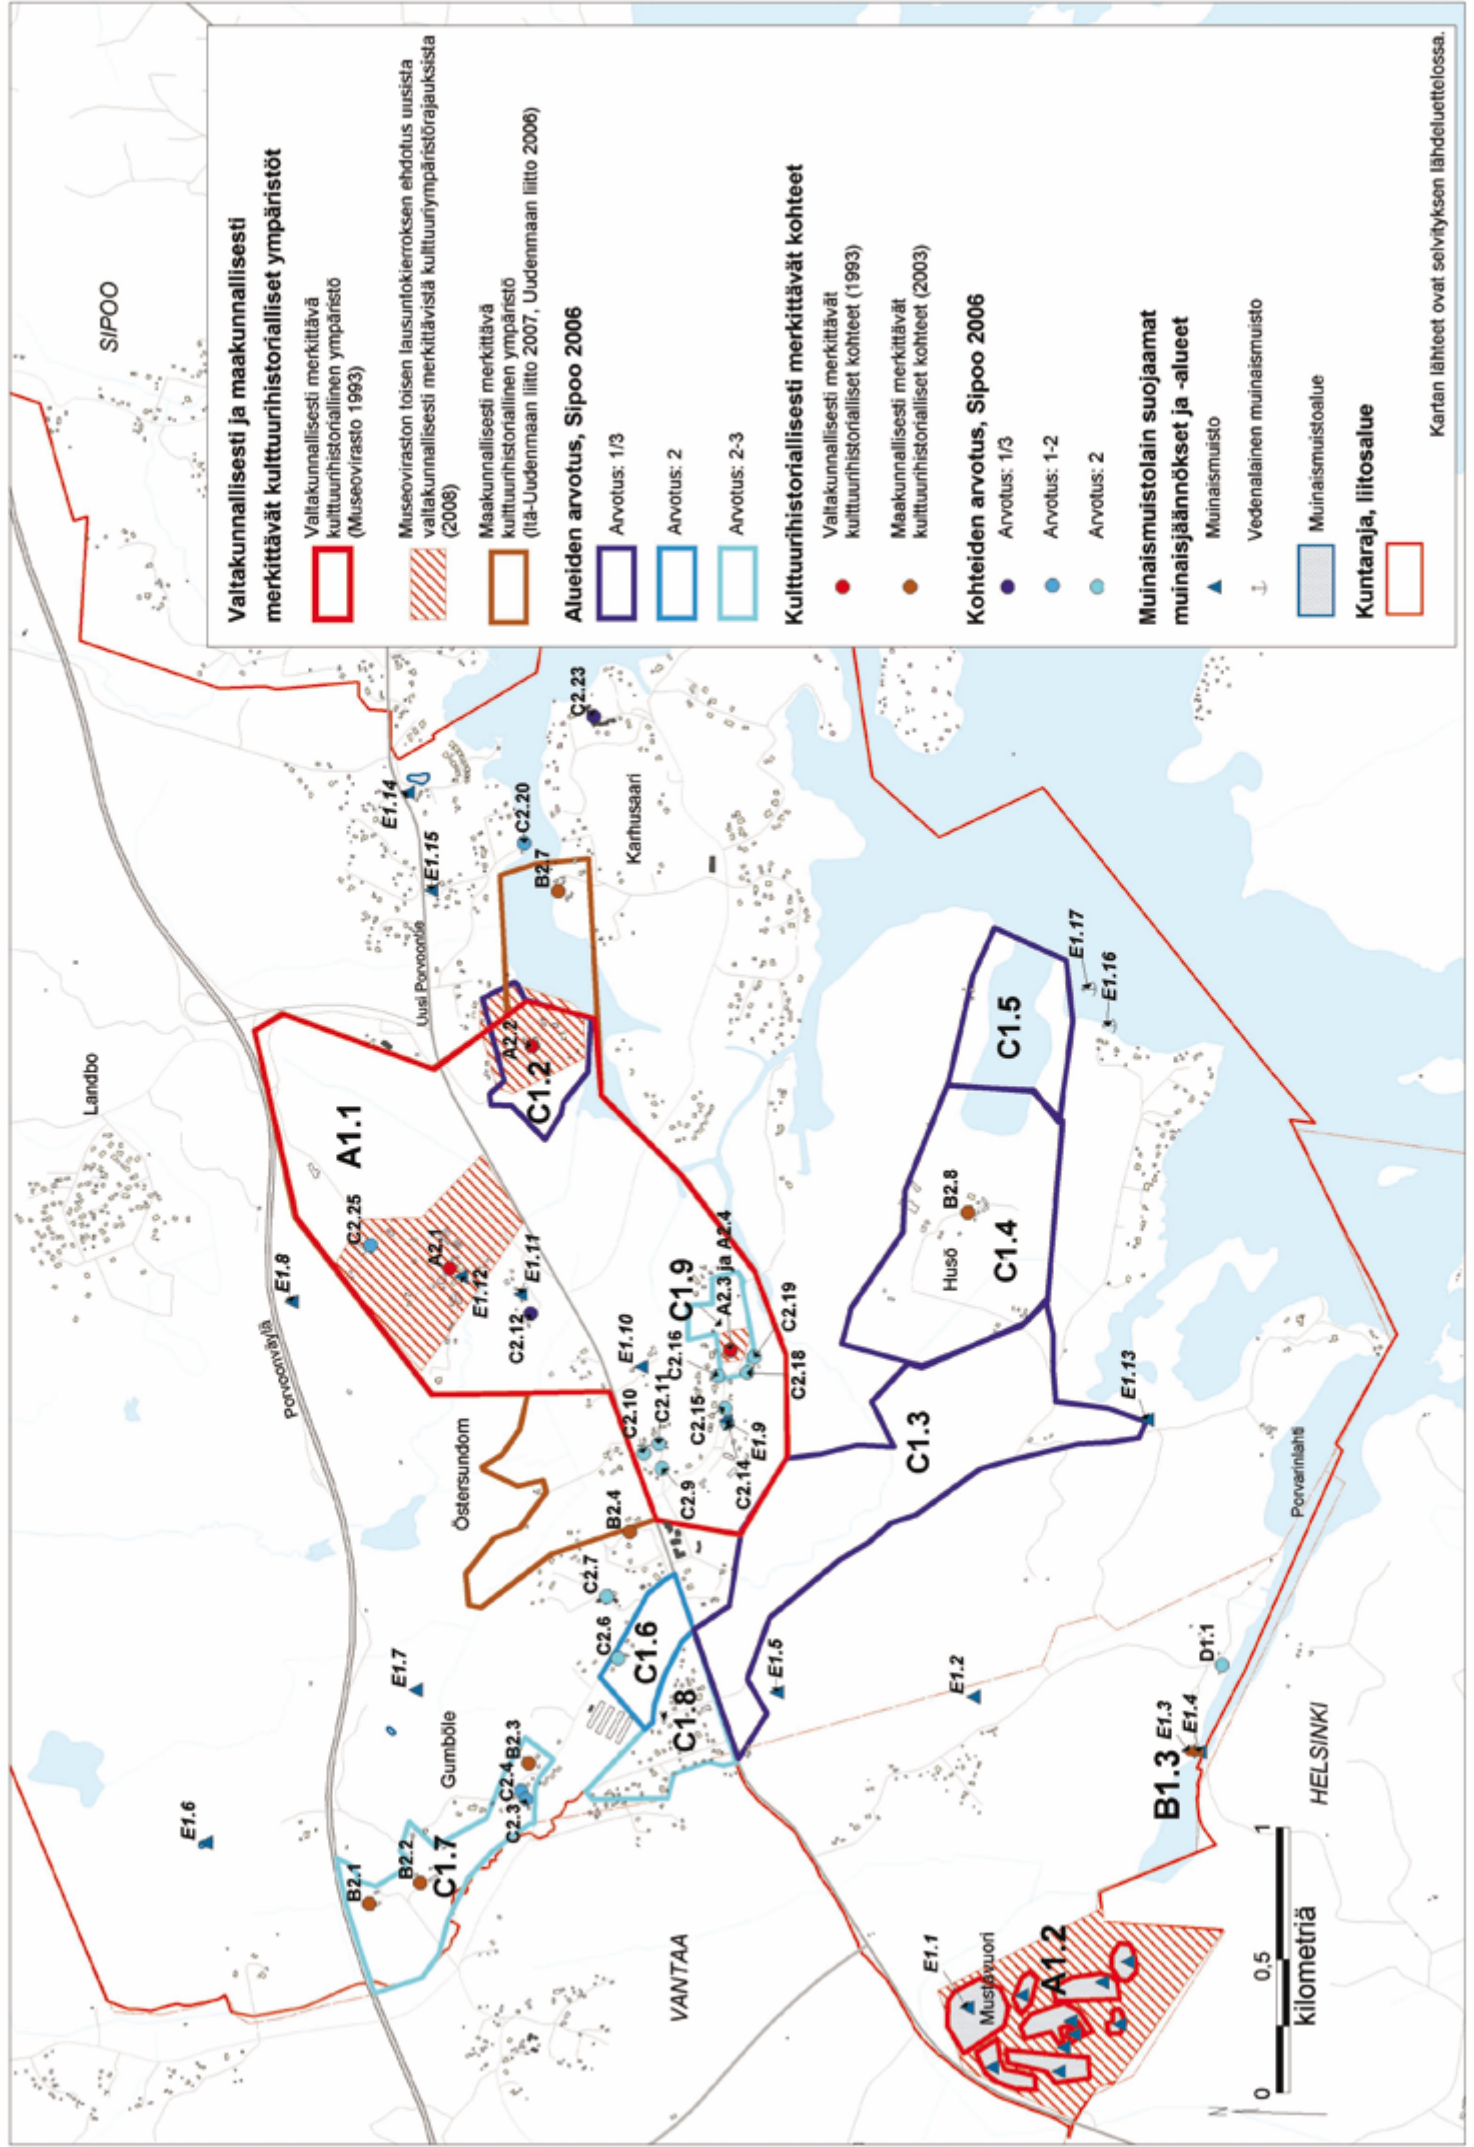 SIPOO
Landbo
Porvoonväylä
Uusi Porvoontie
Östersundom
Gumböle
Karhusaari
Husö
Mustavuori
Porvarinlahti
VANTAA
HELSINKI
A1.1
A1.2
B1.3
C1.2
C1.3
C1.4
C1.5
C1.6
C1.7
C1.8
C1.9
A2.1
A2.2
A2.3 ja A2.4
B2.1
B2.2
B2.3
B2.4
B2.7
B2.8
C2.3
C2.4
C2.6
C2.7
C2.9
C2.10
C2.11
C2.12
C2.14
C2.15
C2.16
C2.18
C2.19
C2.20
C2.23
C2.25
D1.1
E1.1
E1.2
E1.3
E1.4
E1.5
E1.6
E1.7
E1.8
E1.9
E1.10
E1.11
E1.12
E1.13
E1.14
E1.15
E1.16
E1.17
N
0
0,5
1
kilometriä
Valtakunnallisesti ja maakunnallisesti
merkittävät kulttuurihistorialliset ympäristöt
Valtakunnallisesti merkittävä
kulttuurihistoriallinen ympäristö
(Museovirasto 1993)
Museoviraston toisen lausuntokierroksen ehdotus uusista
valtakunnallisesti merkittävistä kulttuuriympäristörajauksista
(2008)
Maakunnallisesti merkittävä
kulttuurihistoriallinen ympäristö
(Itä-Uudenmaan liitto 2007, Uudenmaan liitto 2006)
Alueiden arvotus, Sipoo 2006
Arvotus: 1/3
Arvotus: 2
Arvotus: 2-3
Kulttuurihistoriallisesti merkittävät kohteet
Valtakunnallisesti merkittävät
kulttuurihistorialliset kohteet (1993)
Maakunnallisesti merkittävät
kulttuurihistorialliset kohteet (2003)
Kohteiden arvotus, Sipoo 2006
Arvotus: 1/3
Arvotus: 1-2
Arvotus: 2
Muinaismuistolain suojaamat
muinaisjäännökset ja -alueet
Muinaismuisto
Vedenalainen muinaismuisto
Muinaismuistoalue
Kuntaraja, liitosalue
Kartan lähteet ovat selvityksen lähdeluettelossa.